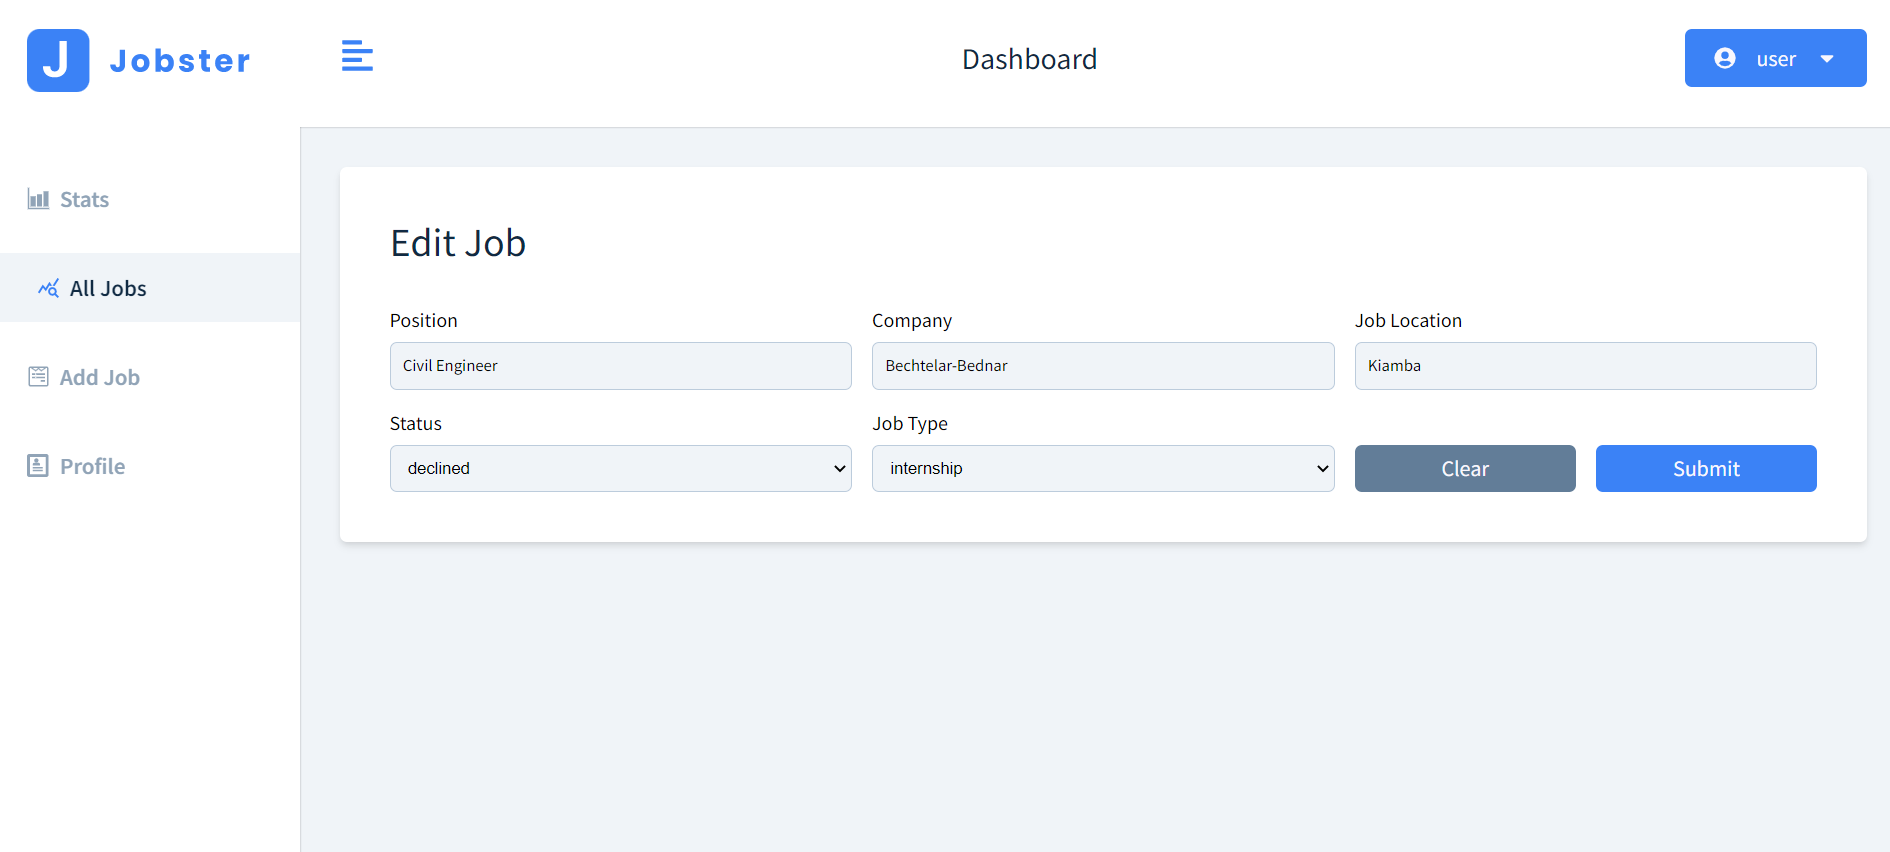 J Jobster
Dashboard
user
Stats
All Jobs
Add Job
Profile
Edit Job
Position
Company
Job Location
Civil Engineer
Bechtelar-Bednar
Kiamba
Status
Job Type
declined
internship
Clear
Submit